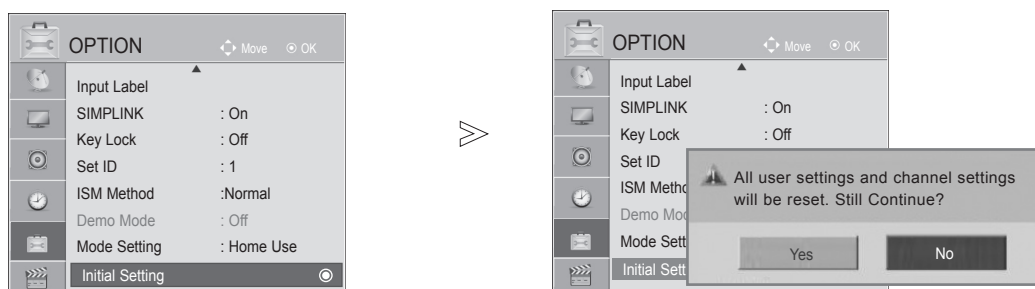 OPTION
Move
OK
Input Label
SIMPLINK : On
Key Lock : Off
Set ID : 1
ISM Method :Normal
Demo Mode : Off
Mode Setting : Home Use
Initial Setting
OPTION
Move
OK
Input Label
SIMPLINK : On
Key Lock : Off
Set ID
ISM Metho
Demo Mod
Mode Sett
Initial Sett
All user settings and channel settings
will be reset. Still Continue?
Yes
No